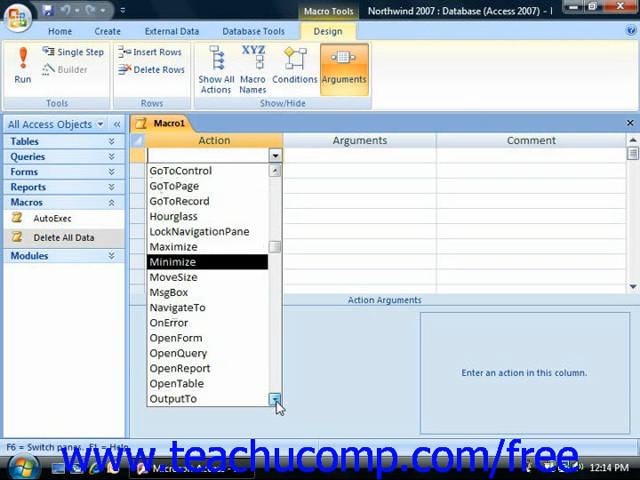 Macro Tools
Northwind 2007 : Database (Access 2007) -
Home
Create
External Data
Database Tools
Design
Run
Single Step
Builder
Tools
Insert Rows
Delete Rows
Rows
Show All
Actions
Macro
Names
Conditions
Arguments
Show/Hide
All Access Objects
Tables
Queries
Forms
Reports
Macros
AutoExec
Delete All Data
Modules
Macro1
Action
Arguments
Comment
GoToControl
GoToPage
GoToRecord
Hourglass
LockNavigationPane
Maximize
Minimize
MoveSize
MsgBox
NavigateTo
OnError
OpenForm
OpenQuery
OpenReport
OpenTable
OutputTo
Action Arguments
Enter an action in this column.
F6 = Switch panes. F1 = Help.
www.teachucomp.com/free
12:14 PM